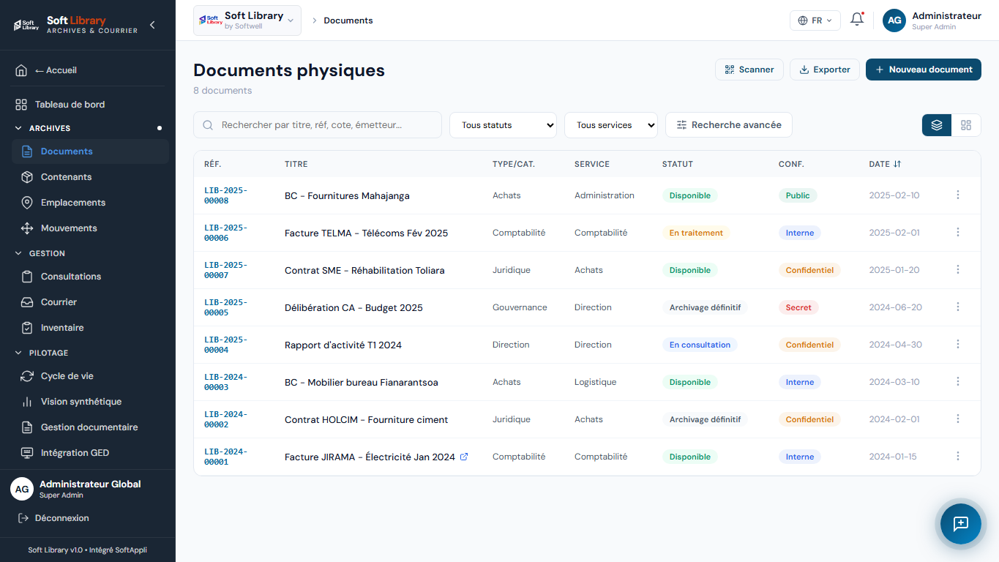 Soft Library
Soft Library
ARCHIVES & COURRIER
← Accueil
Tableau de bord
ARCHIVES
Documents
Contenants
Emplacements
Mouvements
GESTION
Consultations
Courrier
Inventaire
PILOTAGE
Cycle de vie
Vision synthétique
Gestion documentaire
Intégration GED
AG
Administrateur Global
Super Admin
Déconnexion
Soft Library v1.0 • Intégré SoftAppli
Soft Library
Soft Library
by Softwell
Documents
FR
AG
Administrateur
Super Admin
Documents physiques
8 documents
Scanner
Exporter
+ Nouveau document
Rechercher par titre, réf, cote, émetteur...
Tous statuts
Tous services
Recherche avancée
RÉF. TITRE TYPE/CAT. SERVICE STATUT CONF. DATE
LIB-2025-00008 BC - Fournitures Mahajanga Achats Administration Disponible Public 2025-02-10
LIB-2025-00006 Facture TELMA - Télécoms Fév 2025 Comptabilité Comptabilité En traitement Interne 2025-02-01
LIB-2025-00007 Contrat SME - Réhabilitation Toliara Juridique Achats Disponible Confidentiel 2025-01-20
LIB-2025-00005 Délibération CA - Budget 2025 Gouvernance Direction Archivage définitif Secret 2024-06-20
LIB-2025-00004 Rapport d'activité T1 2024 Direction Direction En consultation Confidentiel 2024-04-30
LIB-2024-00003 BC - Mobilier bureau Fianarantsoa Achats Logistique Disponible Interne 2024-03-10
LIB-2024-00002 Contrat HOLCIM - Fourniture ciment Juridique Achats Archivage définitif Confidentiel 2024-02-01
LIB-2024-00001 Facture JIRAMA - Électricité Jan 2024 Comptabilité Comptabilité Disponible Interne 2024-01-15